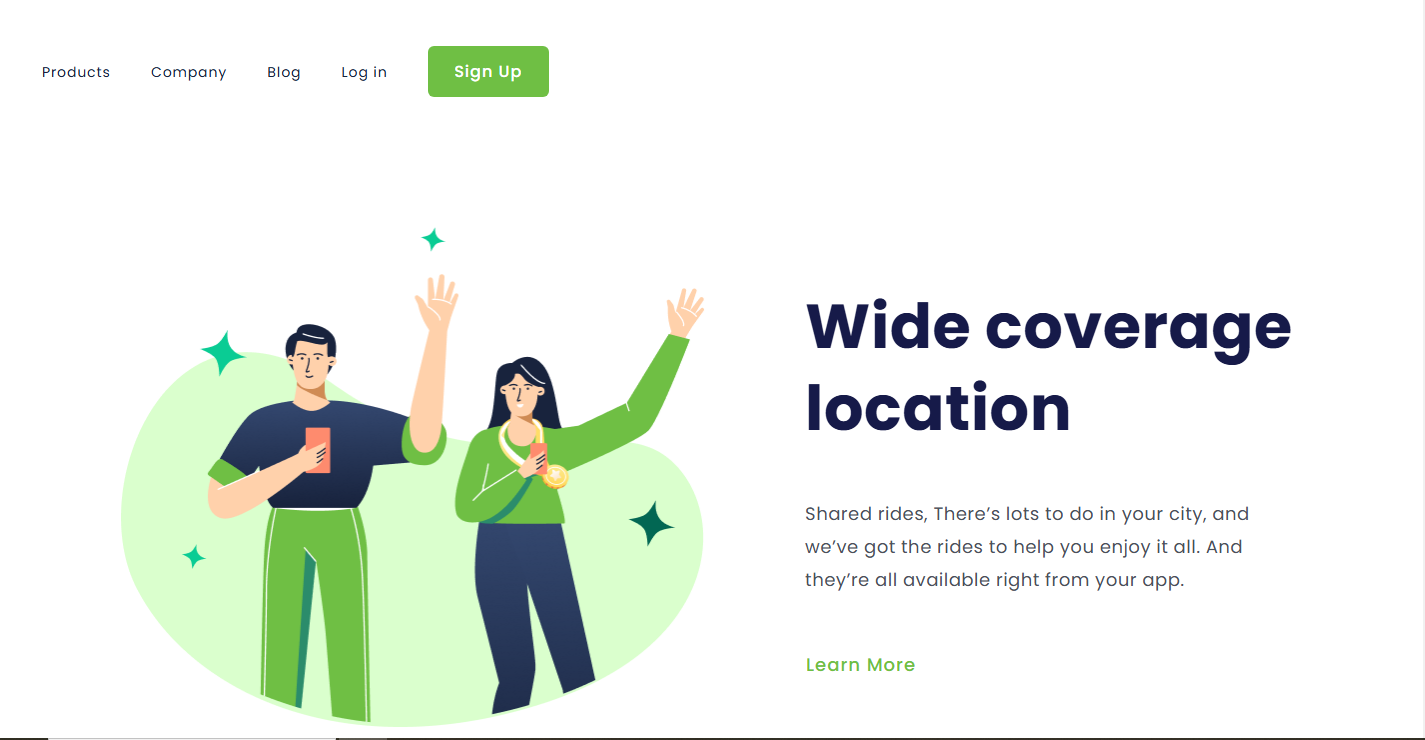 Products Company Blog Log in Sign Up
Wide coverage
location
Shared rides, There’s lots to do in your city, and
we’ve got the rides to help you enjoy it all. And
they’re all available right from your app.
Learn More